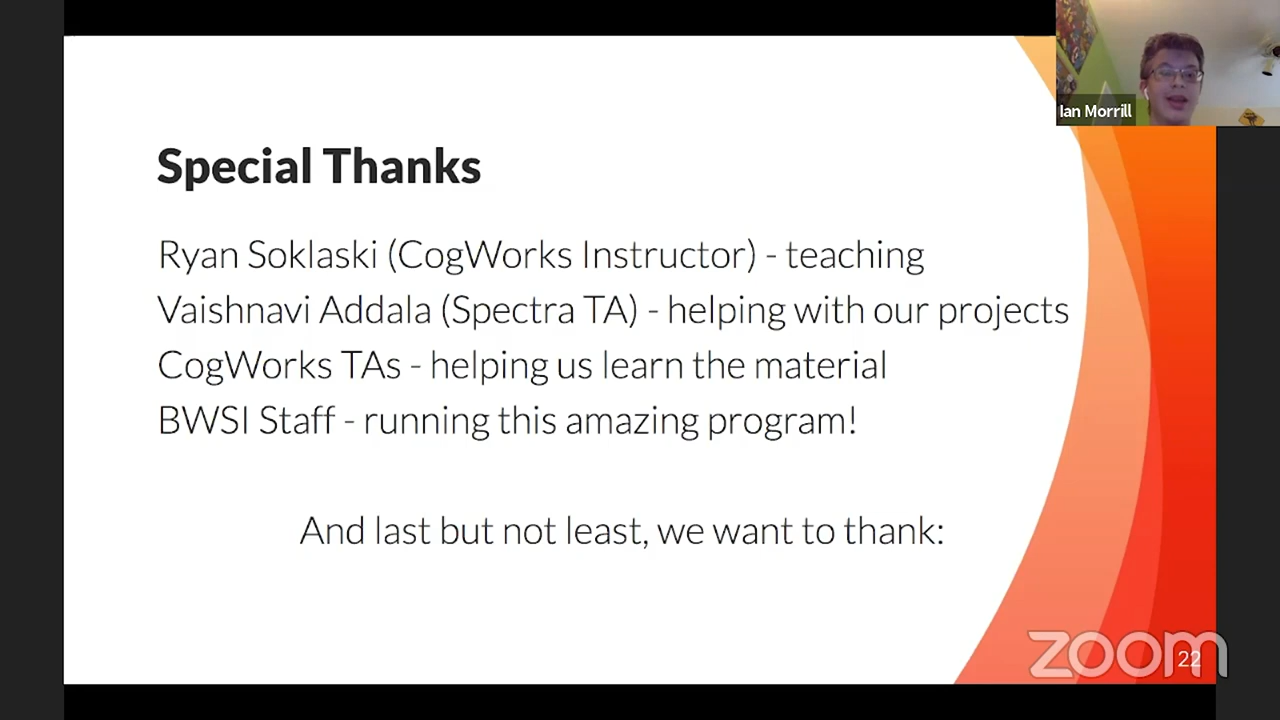 Ian Morrill
Special Thanks
Ryan Soklaski (CogWorks Instructor) - teaching
Vaishnavi Addala (Spectra TA) - helping with our projects
CogWorks TAs - helping us learn the material
BWSI Staff - running this amazing program!
And last but not least, we want to thank:
zoom
22